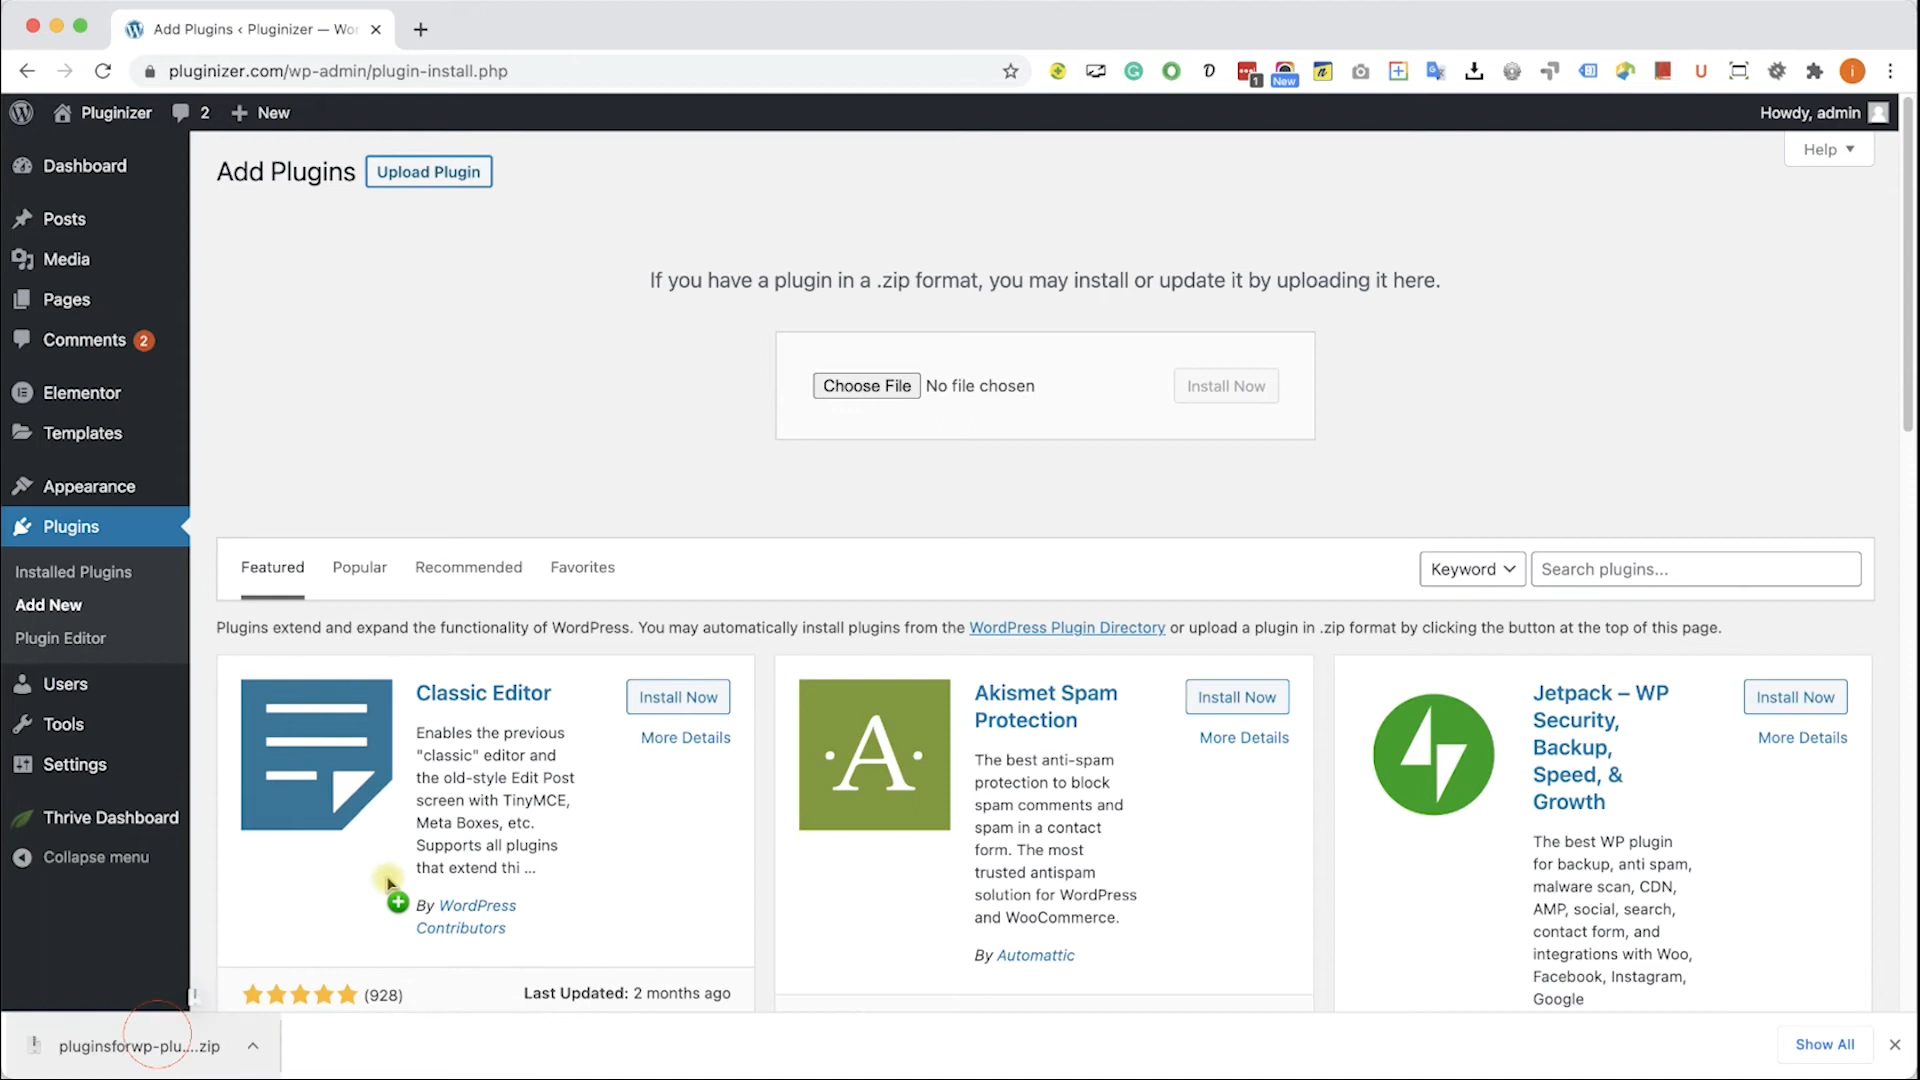 Add Plugins ‹ Pluginizer — Wor
pluginizer.com/wp-admin/plugin-install.php
1
New
Pluginizer
2
New
Howdy, admin
Help
Dashboard
Posts
Media
Pages
Comments 2
Elementor
Templates
Appearance
Plugins
Installed Plugins
Add New
Plugin Editor
Users
Tools
Settings
Thrive Dashboard
Collapse menu
Add Plugins
Upload Plugin
If you have a plugin in a .zip format, you may install or update it by uploading it here.
Choose File No file chosen
Install Now
Featured
Popular
Recommended
Favorites
Keyword
Search plugins...
Plugins extend and expand the functionality of WordPress. You may automatically install plugins from the WordPress Plugin Directory or upload a plugin in .zip format by clicking the button at the top of this page.
Classic Editor
Install Now
More Details
Enables the previous
"classic" editor and
the old-style Edit Post
screen with TinyMCE,
Meta Boxes, etc.
Supports all plugins
that extend thi ...
By WordPress
Contributors
(928)
Last Updated: 2 months ago
Akismet Spam
Protection
Install Now
More Details
The best anti-spam
protection to block
spam comments and
spam in a contact
form. The most
trusted antispam
solution for WordPress
and WooCommerce.
By Automattic
Jetpack – WP
Security,
Backup,
Speed, &
Growth
Install Now
More Details
The best WP plugin
for backup, anti spam,
malware scan, CDN,
AMP, social, search,
contact form, and
integrations with Woo,
Facebook, Instagram,
Google
pluginsforwp-plu....zip
Show All